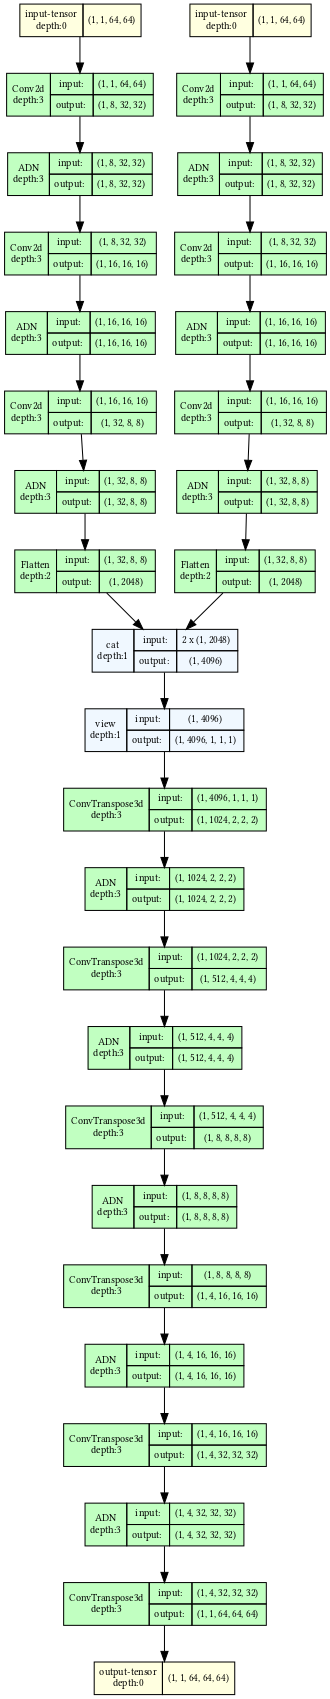 input-tensor
depth:0
(1, 1, 64, 64)
input-tensor
depth:0
(1, 1, 64, 64)
Conv2d
depth:3
input:
(1, 1, 64, 64)
output:
(1, 8, 32, 32)
Conv2d
depth:3
input:
(1, 1, 64, 64)
output:
(1, 8, 32, 32)
ADN
depth:3
input:
(1, 8, 32, 32)
output:
(1, 8, 32, 32)
ADN
depth:3
input:
(1, 8, 32, 32)
output:
(1, 8, 32, 32)
Conv2d
depth:3
input:
(1, 8, 32, 32)
output:
(1, 16, 16, 16)
Conv2d
depth:3
input:
(1, 8, 32, 32)
output:
(1, 16, 16, 16)
ADN
depth:3
input:
(1, 16, 16, 16)
output:
(1, 16, 16, 16)
ADN
depth:3
input:
(1, 16, 16, 16)
output:
(1, 16, 16, 16)
Conv2d
depth:3
input:
(1, 16, 16, 16)
output:
(1, 32, 8, 8)
Conv2d
depth:3
input:
(1, 16, 16, 16)
output:
(1, 32, 8, 8)
ADN
depth:3
input:
(1, 32, 8, 8)
output:
(1, 32, 8, 8)
ADN
depth:3
input:
(1, 32, 8, 8)
output:
(1, 32, 8, 8)
Flatten
depth:2
input:
(1, 32, 8, 8)
output:
(1, 2048)
Flatten
depth:2
input:
(1, 32, 8, 8)
output:
(1, 2048)
cat
depth:1
input:
2 x (1, 2048)
output:
(1, 4096)
view
depth:1
input:
(1, 4096)
output:
(1, 4096, 1, 1, 1)
ConvTranspose3d
depth:3
input:
(1, 4096, 1, 1, 1)
output:
(1, 1024, 2, 2, 2)
ADN
depth:3
input:
(1, 1024, 2, 2, 2)
output:
(1, 1024, 2, 2, 2)
ConvTranspose3d
depth:3
input:
(1, 1024, 2, 2, 2)
output:
(1, 512, 4, 4, 4)
ADN
depth:3
input:
(1, 512, 4, 4, 4)
output:
(1, 512, 4, 4, 4)
ConvTranspose3d
depth:3
input:
(1, 512, 4, 4, 4)
output:
(1, 8, 8, 8, 8)
ADN
depth:3
input:
(1, 8, 8, 8, 8)
output:
(1, 8, 8, 8, 8)
ConvTranspose3d
depth:3
input:
(1, 8, 8, 8, 8)
output:
(1, 4, 16, 16, 16)
ADN
depth:3
input:
(1, 4, 16, 16, 16)
output:
(1, 4, 16, 16, 16)
ConvTranspose3d
depth:3
input:
(1, 4, 16, 16, 16)
output:
(1, 4, 32, 32, 32)
ADN
depth:3
input:
(1, 4, 32, 32, 32)
output:
(1, 4, 32, 32, 32)
ConvTranspose3d
depth:3
input:
(1, 4, 32, 32, 32)
output:
(1, 1, 64, 64, 64)
output-tensor
depth:0
(1, 1, 64, 64, 64)